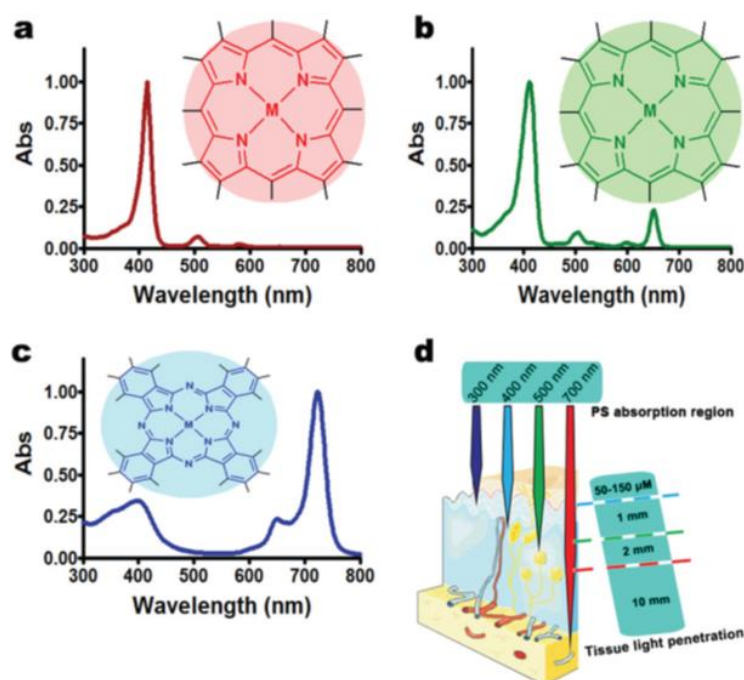 a
Abs
1.00
0.75
0.50
0.25
0.00
300 400 500 600 700 800
Wavelength (nm)
N
N
M
N
N
b
Abs
1.00
0.75
0.50
0.25
0.00
300 400 500 600 700 800
Wavelength (nm)
N
N
M
N
N
c
Abs
1.00
0.75
0.50
0.25
0.00
300 400 500 600 700 800
Wavelength (nm)
N
N
N
N
M
N
N
N
N
d
300 nm
400 nm
500 nm
700 nm
PS absorption region
50-150 μM
1 mm
2 mm
10 mm
Tissue light penetration